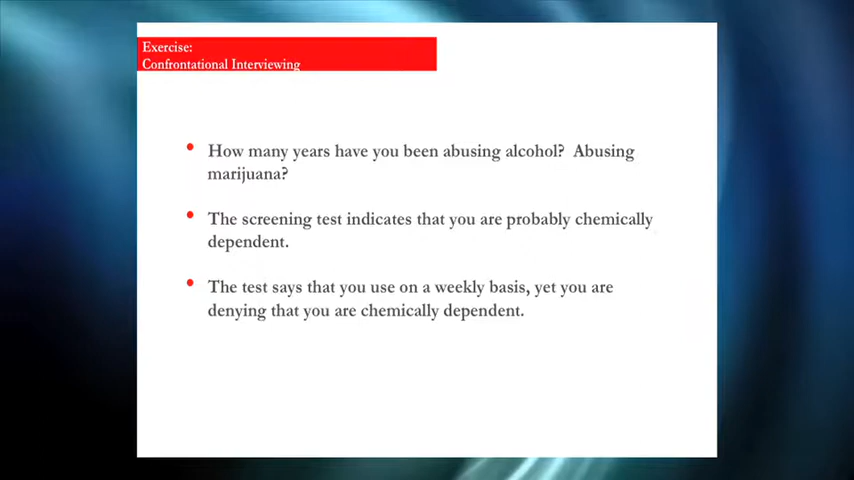 Exercise:
Confrontational Interviewing
How many years have you been abusing alcohol?  Abusing
marijuana?
The screening test indicates that you are probably chemically
dependent.
The test says that you use on a weekly basis, yet you are
denying that you are chemically dependent.